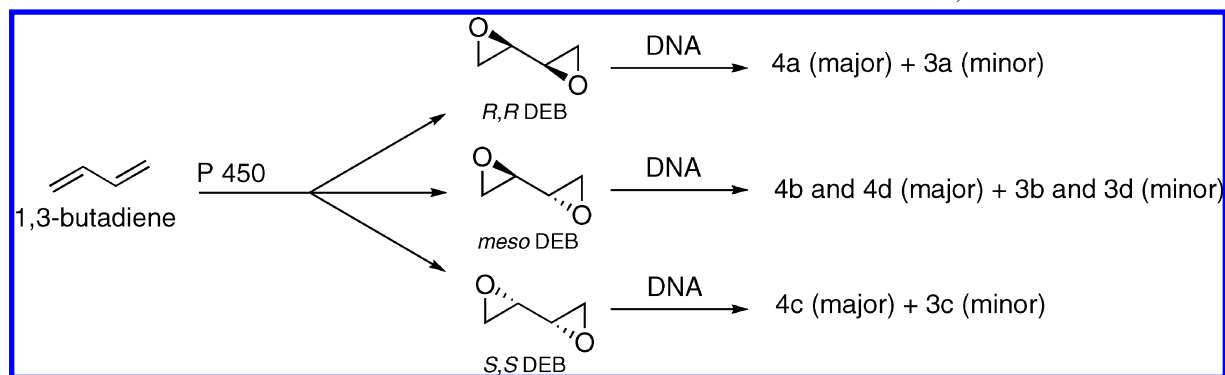 O
O
R,R DEB
DNA
4a (major) + 3a (minor)
1,3-butadiene
P 450
O
O
meso DEB
DNA
4b and 4d (major) + 3b and 3d (minor)
O
O
S,S DEB
DNA
4c (major) + 3c (minor)